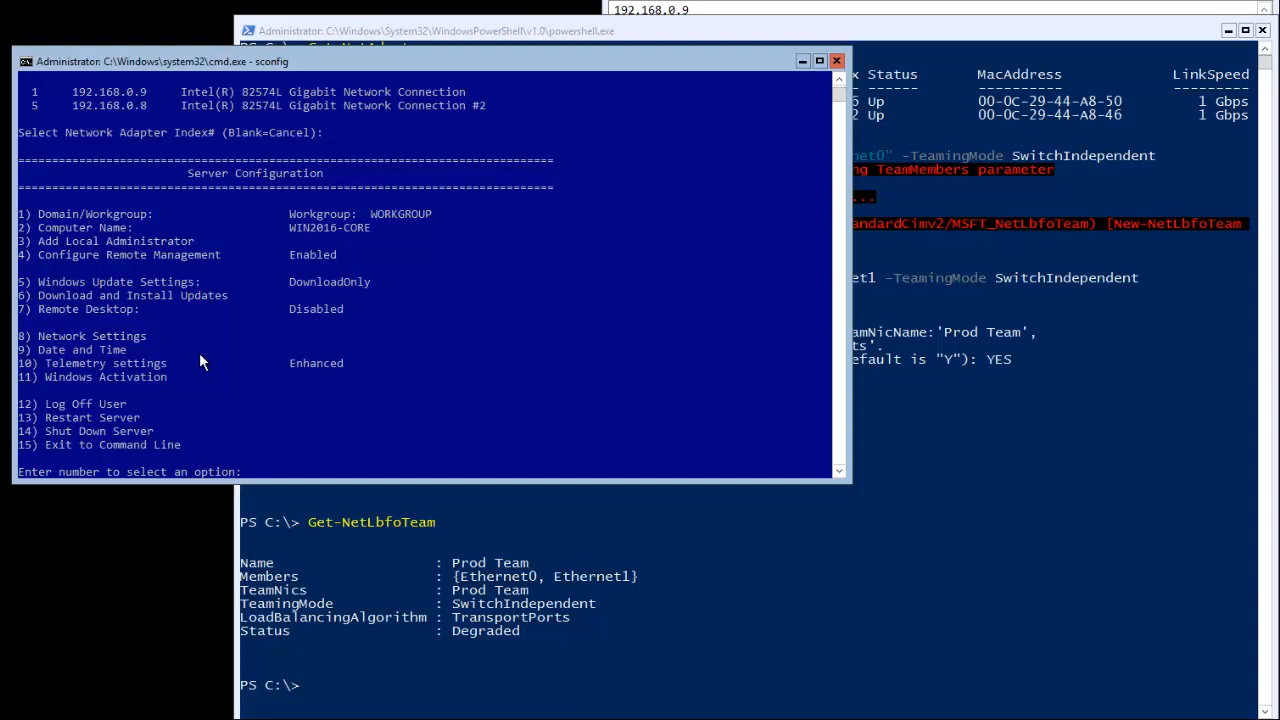 192.168.0.9
Administrator: C:\Windows\System32\WindowsPowerShell\v1.0\powershell.exe
Administrator: C:\Windows\system32\cmd.exe - sconfig
1 192.168.0.9 Intel(R) 82574L Gigabit Network Connection
5 192.168.0.8 Intel(R) 82574L Gigabit Network Connection #2
Select Network Adapter Index# (Blank=Cancel):
===============================================================================
Server Configuration
===============================================================================
1) Domain/Workgroup: Workgroup: WORKGROUP
2) Computer Name: WIN2016-CORE
3) Add Local Administrator
4) Configure Remote Management Enabled
5) Windows Update Settings: DownloadOnly
6) Download and Install Updates
7) Remote Desktop: Disabled
8) Network Settings
9) Date and Time
10) Telemetry settings Enhanced
11) Windows Activation
12) Log Off User
13) Restart Server
14) Shut Down Server
15) Exit to Command Line
Enter number to select an option:
x Status MacAddress LinkSpeed
- ------ ---------- ---------
6 Up 00-0C-29-44-A8-50 1 Gbps
2 Up 00-0C-29-44-A8-46 1 Gbps
net0" -TeamingMode SwitchIndependent
ng TeamMembers parameter
...
andardCimv2/MSFT_NetLbfoTeam) [New-NetLbfoTeam
et1 -TeamingMode SwitchIndependent
amNicName:'Prod Team',
ts'.
efault is "Y"): YES
PS C:\> Get-NetLbfoTeam
Name : Prod Team
Members : {Ethernet0, Ethernet1}
TeamNics : Prod Team
TeamingMode : SwitchIndependent
LoadBalancingAlgorithm : TransportPorts
Status : Degraded
PS C:\>